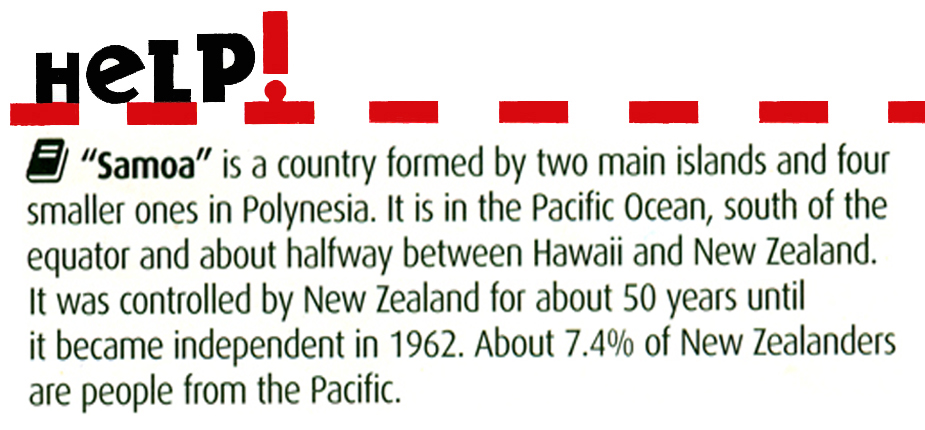 HeLP!
"Samoa" is a country formed by two main islands and four
smaller ones in Polynesia. It is in the Pacific Ocean, south of the
equator and about halfway between Hawaii and New Zealand.
It was controlled by New Zealand for about 50 years until
it became independent in 1962. About 7.4% of New Zealanders
are people from the Pacific.